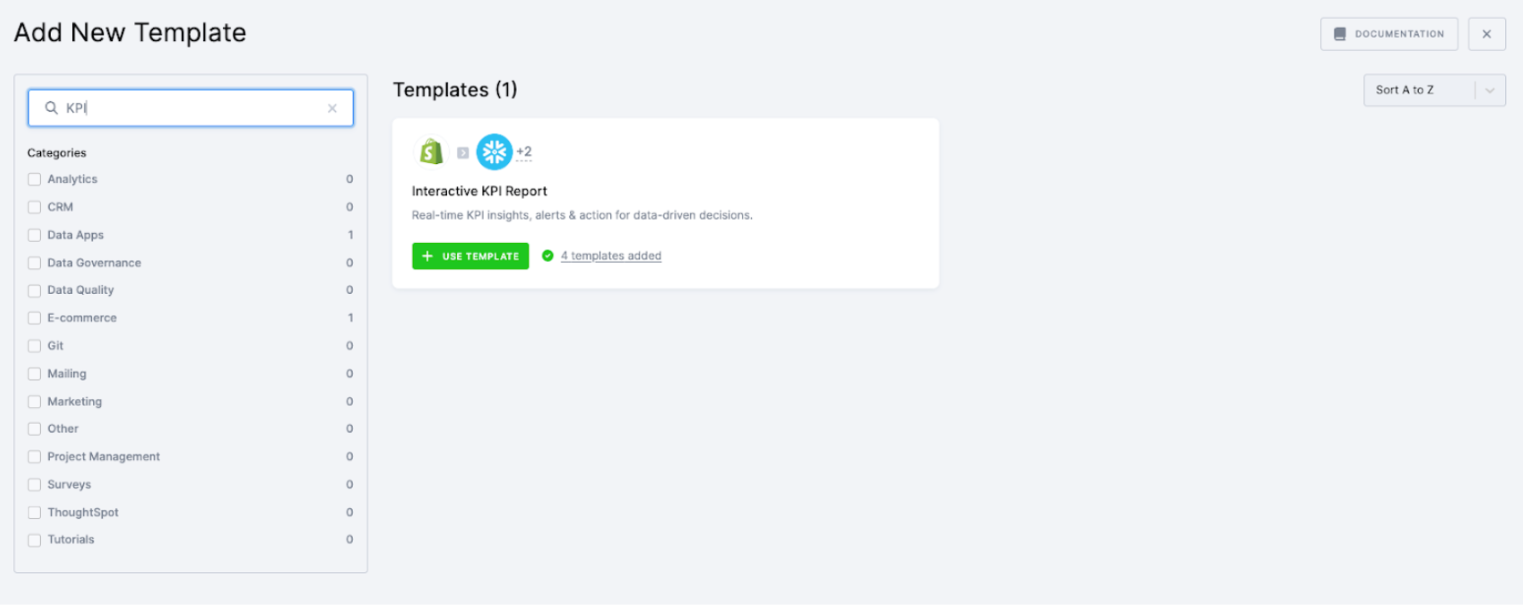 Add New Template
DOCUMENTATION
KPI
Categories
Analytics 0
CRM 0
Data Apps 1
Data Governance 0
Data Quality 0
E-commerce 1
Git 0
Mailing 0
Marketing 0
Other 0
Project Management 0
Surveys 0
ThoughtSpot 0
Tutorials 0
Templates (1)
Sort A to Z
+2
Interactive KPI Report
Real-time KPI insights, alerts & action for data-driven decisions.
+ USE TEMPLATE
4 templates added